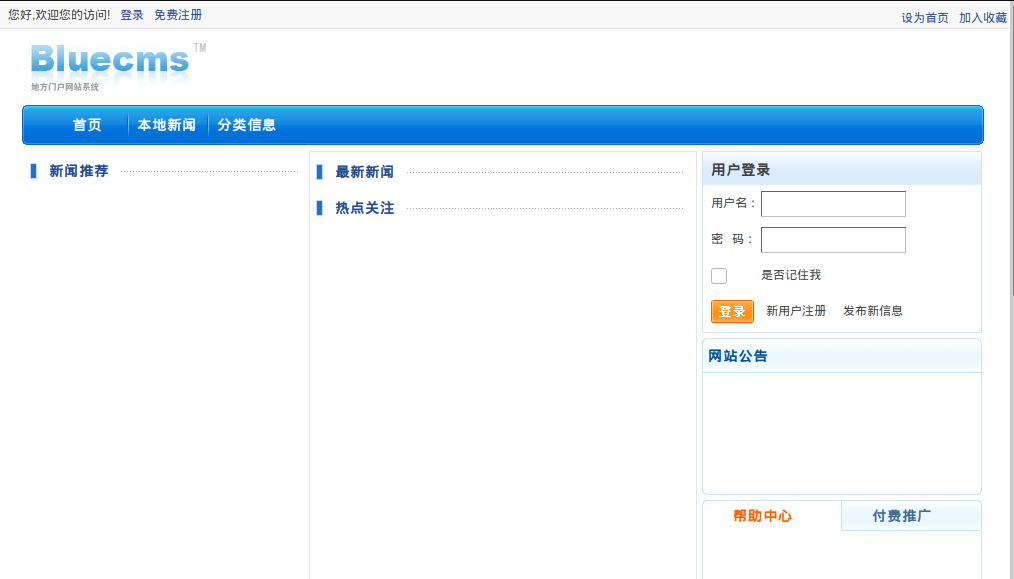 您好,欢迎您的访问! 登录 免费注册
设为首页 加入收藏
Bluecms TM
地方门户网站系统
首页 本地新闻 分类信息
新闻推荐
最新新闻
热点关注
用户登录
用户名：
密 码：
是否记住我
登录 新用户注册 发布新信息
网站公告
帮助中心 付费推广